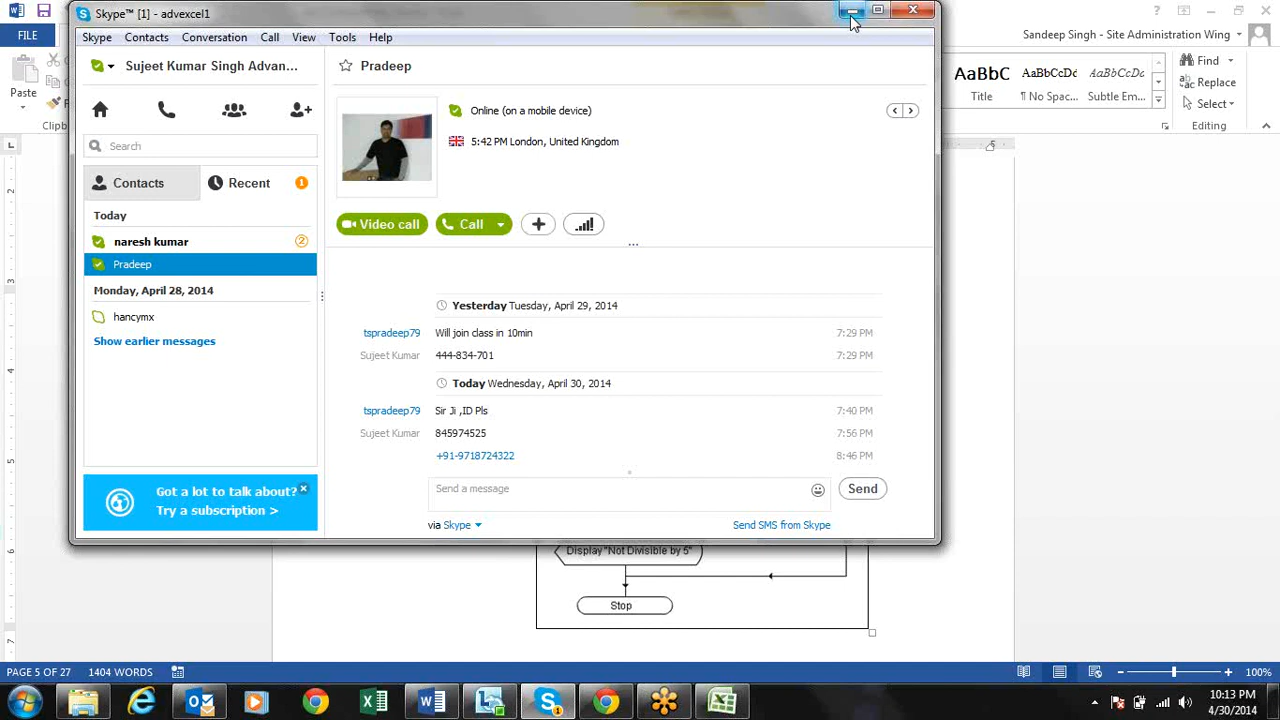 Skype™ [1] - advexcel1
Skype Contacts Conversation Call View Tools Help
FILE
Sandeep Singh - Site Administration Wing
Paste
Clipb
AaBbC AaBbCcDd AaBbCcDd
Title ¶ No Spac... Subtle Em...
Find
Replace
Select
Editing
Sujeet Kumar Singh Advan...
Search
Contacts
Recent 1
Today
naresh kumar 2
Pradeep
Monday, April 28, 2014
hancymx
Show earlier messages
Got a lot to talk about?
Try a subscription >
Pradeep
Online (on a mobile device)
5:42 PM London, United Kingdom
Video call
Call
Yesterday Tuesday, April 29, 2014
tspradeep79 Will join class in 10min 7:29 PM
Sujeet Kumar 444-834-701 7:29 PM
Today Wednesday, April 30, 2014
tspradeep79 Sir Ji ,ID Pls 7:40 PM
Sujeet Kumar 845974525 7:56 PM
+91-9718724322 8:46 PM
Send a message
Send
via Skype
Send SMS from Skype
Display "Not Divisible by 5"
Stop
PAGE 5 OF 27 1404 WORDS
100%
10:13 PM
4/30/2014